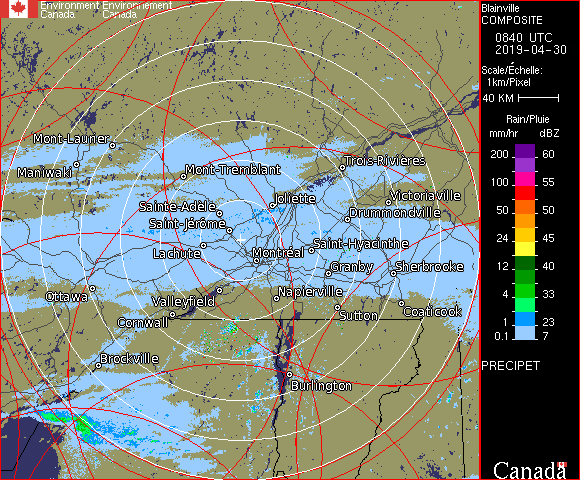 Environment Environnement
Canada Canada
Blainville
COMPOSITE
0840 UTC
2019-04-30
Scale/Échelle:
1km/Pixel
40 KM
Rain/Pluie
mm/hr dBZ
200 60
100 55
50 50
24 45
12 40
4 33
1 23
0.1 7
PRECIPET
Canada
Mont-Laurier
Maniwaki
Mont-Tremblant
Trois-Rivières
Joliette
Victoriaville
Sainte-Adèle
Drummondville
Saint-Jérôme
Lachute
Montréal
Saint-Hyacinthe
Granby
Sherbrooke
Ottawa
Valleyfield
Napierville
Cornwall
Sutton
Coaticook
Brockville
Burlington